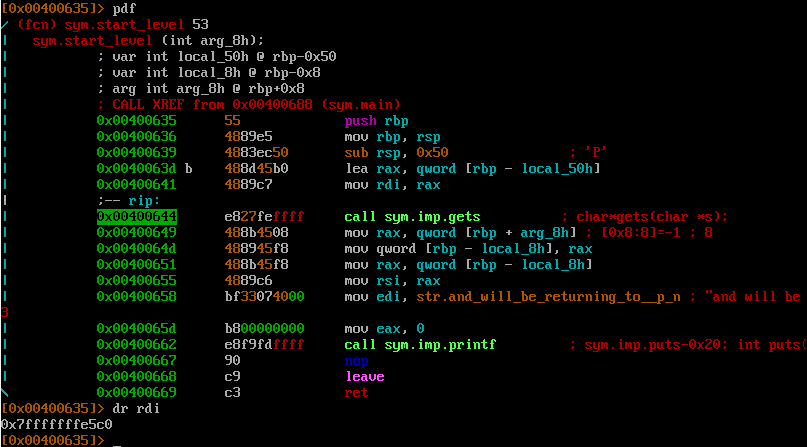 [0x00400635]> pdf
/ (fcn) sym.start_level 53
|   sym.start_level (int arg_8h);
|           ; var int local_50h @ rbp-0x50
|           ; var int local_8h @ rbp-0x8
|           ; arg int arg_8h @ rbp+0x8
|           ; CALL XREF from 0x00400688 (sym.main)
|           0x00400635      55             push rbp
|           0x00400636      4889e5         mov rbp, rsp
|           0x00400639      4883ec50       sub rsp, 0x50               ; 'P'
|           0x0040063d b    488d45b0       lea rax, qword [rbp - local_50h]
|           0x00400641      4889c7         mov rdi, rax
|           ;-- rip:
|           0x00400644      e827feffff     call sym.imp.gets          ; char*gets(char *s);
|           0x00400649      488b4508       mov rax, qword [rbp + arg_8h] ; [0x8:8]=-1 ; 8
|           0x0040064d      488945f8       mov qword [rbp - local_8h], rax
|           0x00400651      488b45f8       mov rax, qword [rbp - local_8h]
|           0x00400655      4889c6         mov rsi, rax
|           0x00400658      bf33074000     mov edi, str.and_will_be_returning_to__p_n ; "and will be
3
|           0x0040065d      b800000000     mov eax, 0
|           0x00400662      e8f9fdffff     call sym.imp.printf         ; sym.imp.puts-0x20; int puts(
|           0x00400667      90             nop
|           0x00400668      c9             leave
\           0x00400669      c3             ret
[0x00400635]> dr rdi
0x7fffffffe5c0
[0x00400635]> _